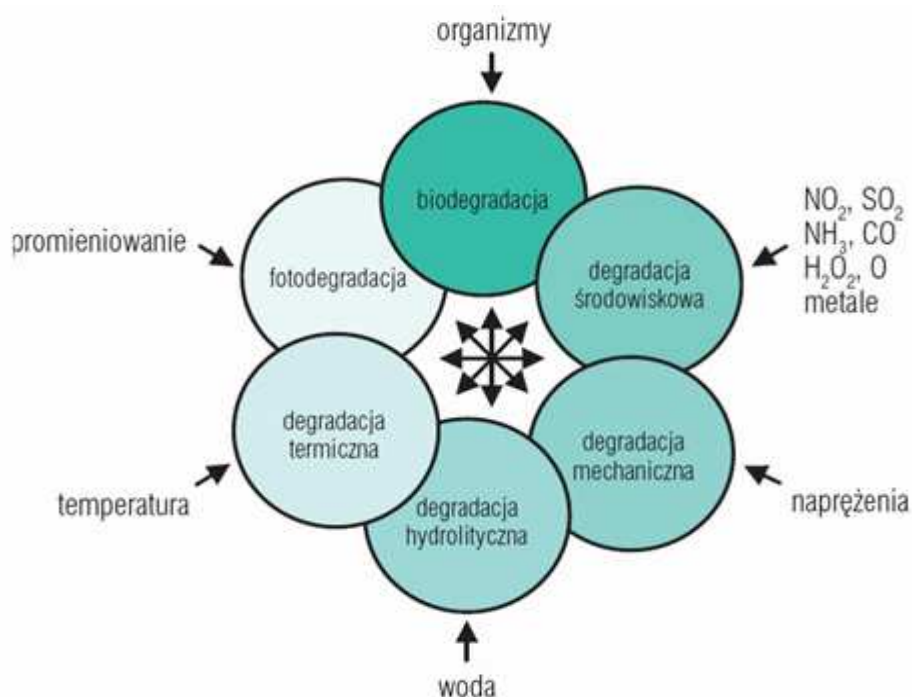 organizmy
biodegradacja
promieniowanie
fotodegradacja
degradacja
środowiskowa
NO₂, SO₂
NH₃, CO
H₂O₂, O
metale
degradacja
termiczna
degradacja
mechaniczna
temperatura
degradacja
hydrolityczna
naprężenia
woda